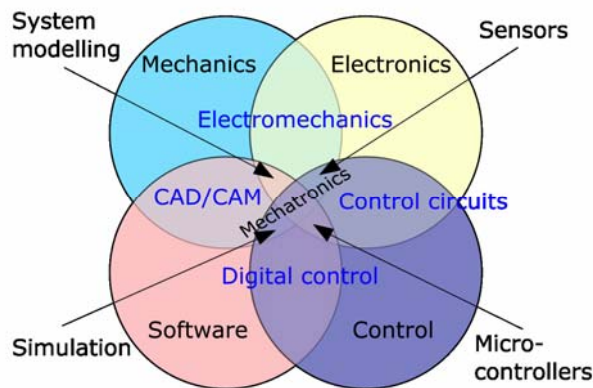 System
modelling
Sensors
Mechanics
Electronics
Electromechanics
CAD/CAM
Mechatronics
Control circuits
Digital control
Software
Control
Simulation
Micro-
controllers